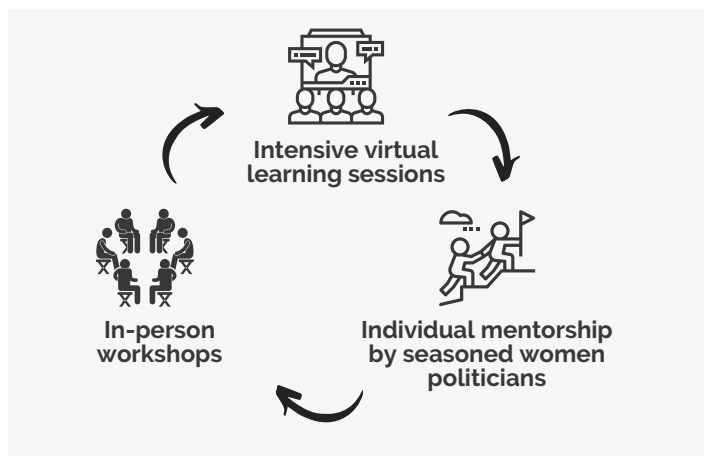 Intensive virtual
learning sessions
Individual mentorship
by seasoned women
politicians
In-person
workshops